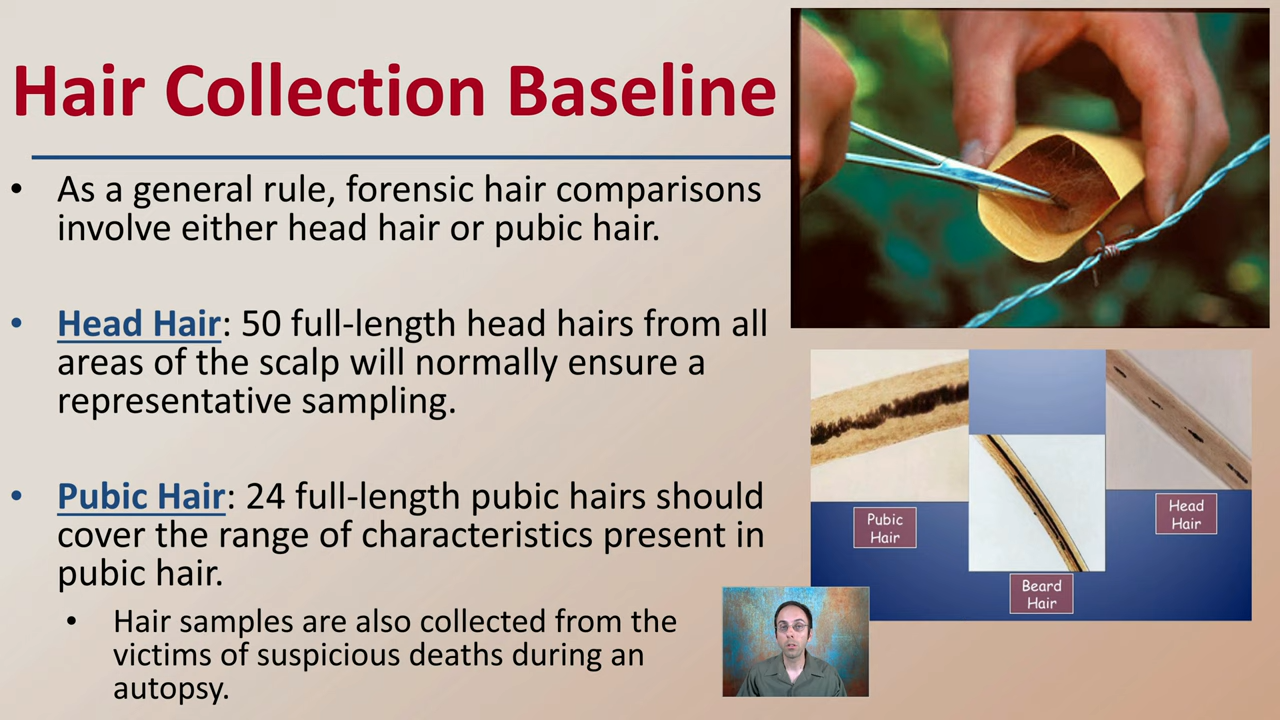 Hair Collection Baseline
• As a general rule, forensic hair comparisons
involve either head hair or pubic hair.
• Head Hair: 50 full-length head hairs from all
areas of the scalp will normally ensure a
representative sampling.
• Pubic Hair: 24 full-length pubic hairs should
cover the range of characteristics present in
pubic hair.
• Hair samples are also collected from the
victims of suspicious deaths during an
autopsy.
Pubic
Hair
Beard
Hair
Head
Hair